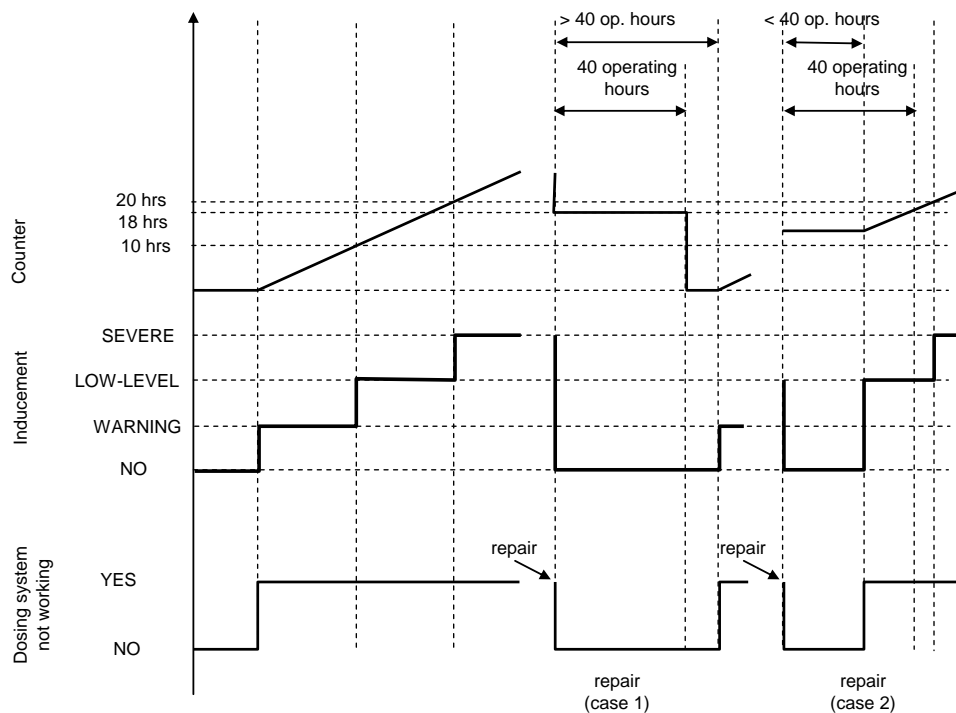 > 40 op. hours
< 40 op. hours
40 operating
hours
40 operating
hours
Counter
20 hrs
18 hrs
10 hrs
Inducement
SEVERE
LOW-LEVEL
WARNING
NO
Dosing system
not working
YES
NO
repair
repair
repair
(case 1)
repair
(case 2)